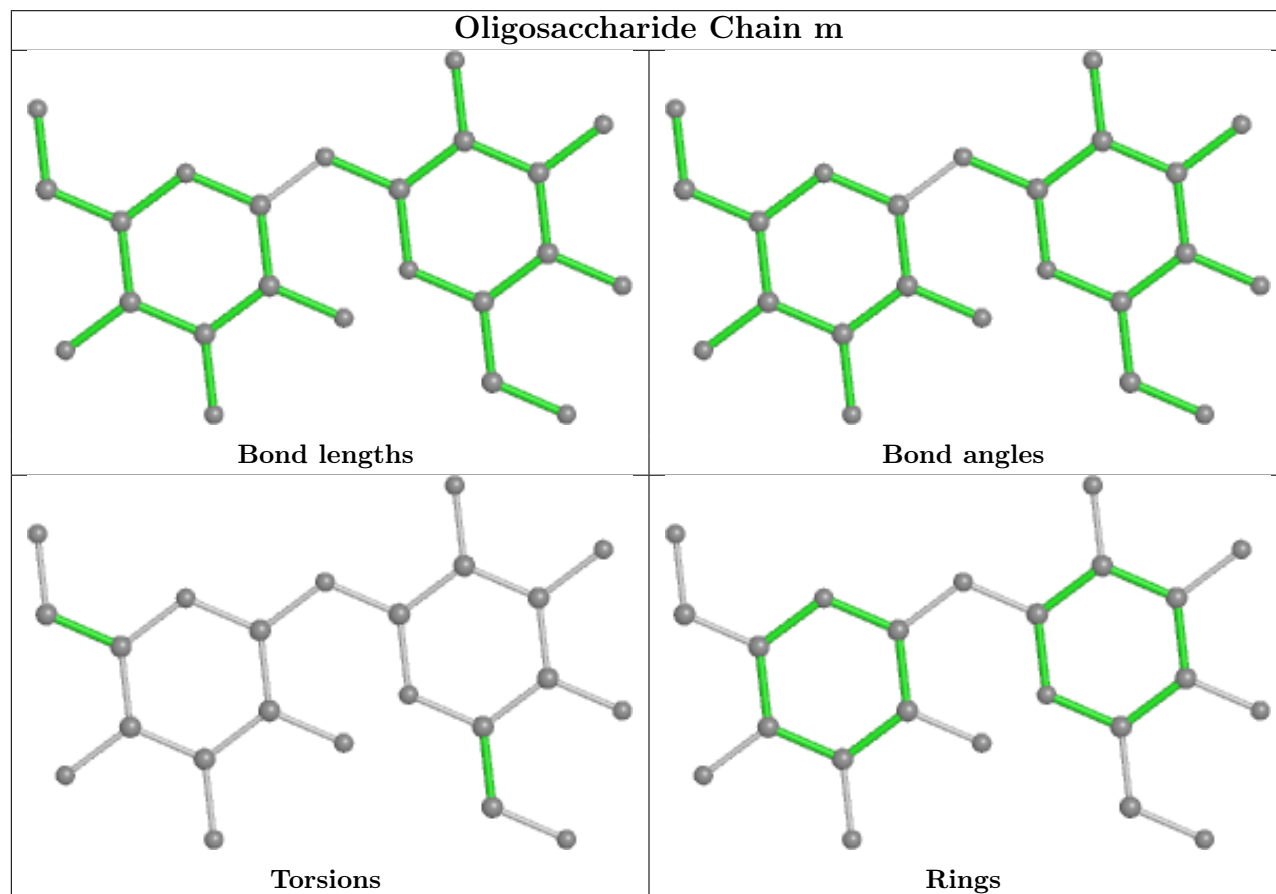 Oligosaccharide Chain m
Bond lengths
Bond angles
Torsions
Rings